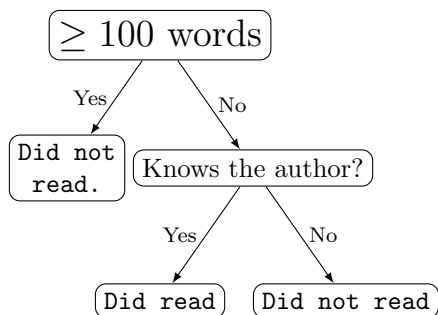 ≥ 100 words
Yes
No
Did not
read.
Knows the author?
Yes
No
Did read
Did not read